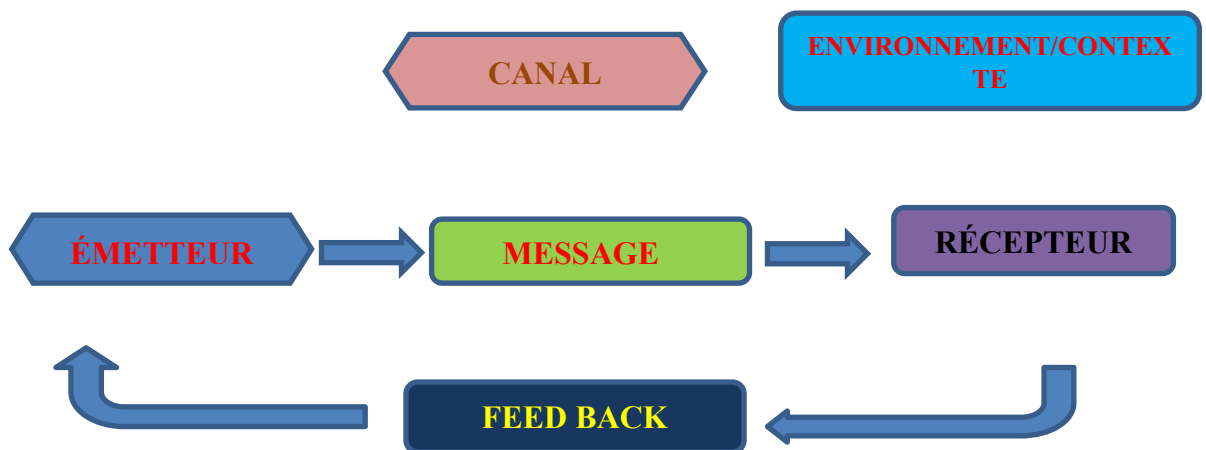 CANAL
ENVIRONNEMENT/CONTEX
TE
ÉMETTEUR
MESSAGE
RÉCEPTEUR
FEED BACK